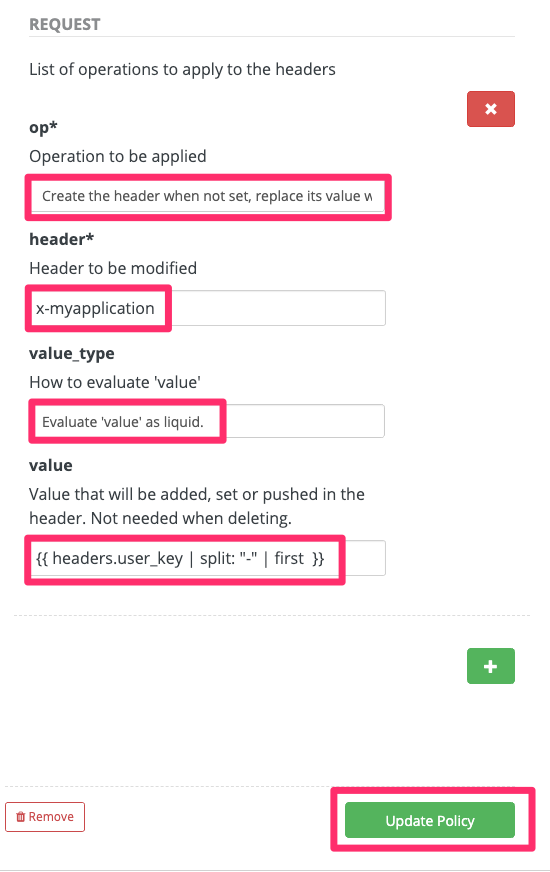 REQUEST
List of operations to apply to the headers
op*
Operation to be applied
Create the header when not set, replace its value w
header*
Header to be modified
x-myapplication
value_type
How to evaluate 'value'
Evaluate 'value' as liquid.
value
Value that will be added, set or pushed in the
header. Not needed when deleting.
{{ headers.user_key | split: "-" | first  }}
Remove
Update Policy